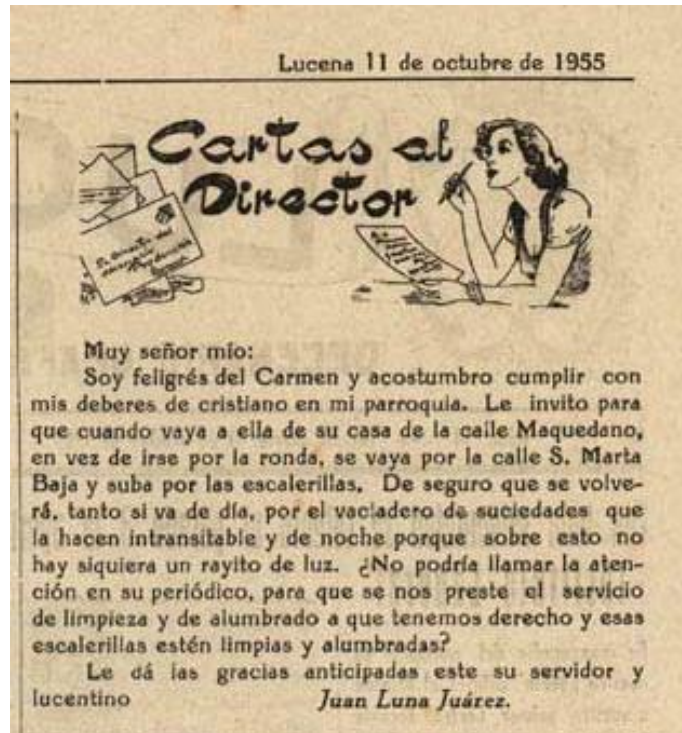 Lucena 11 de octubre de 1955
Cartas al
Director
Muy señor mío:
Soy feligrés del Carmen y acostumbro cumplir con
mis deberes de cristiano en mi parroquia. Le invito para
que cuando vaya a ella de su casa de la calle Maquedano,
en vez de irse por la ronda, se vaya por la calle S. Marta
Baja y suba por las escalerillas. De seguro que se volve-
rá, tanto si va de día, por el vaciadero de suciedades que
la hacen intransitable y de noche porque sobre esto no
hay siquiera un rayito de luz. ¿No podría llamar la aten-
ción en su periódico, para que se nos preste el servicio
de limpieza y de alumbrado a que tenemos derecho y esas
escalerillas estén limpias y alumbradas?
Le dá las gracias anticipadas este su servidor y
lucentino Juan Luna Juárez.